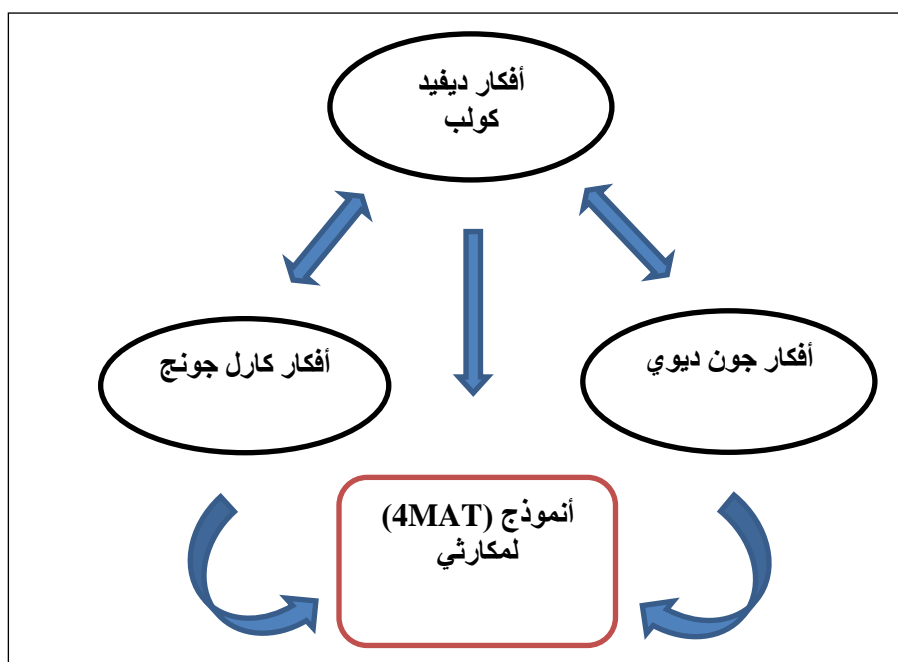 أفكار ديفيد
كولب
أفكار جون ديوي
أفكار كارل جونج
أنموذج (4MAT)
لمكارثي